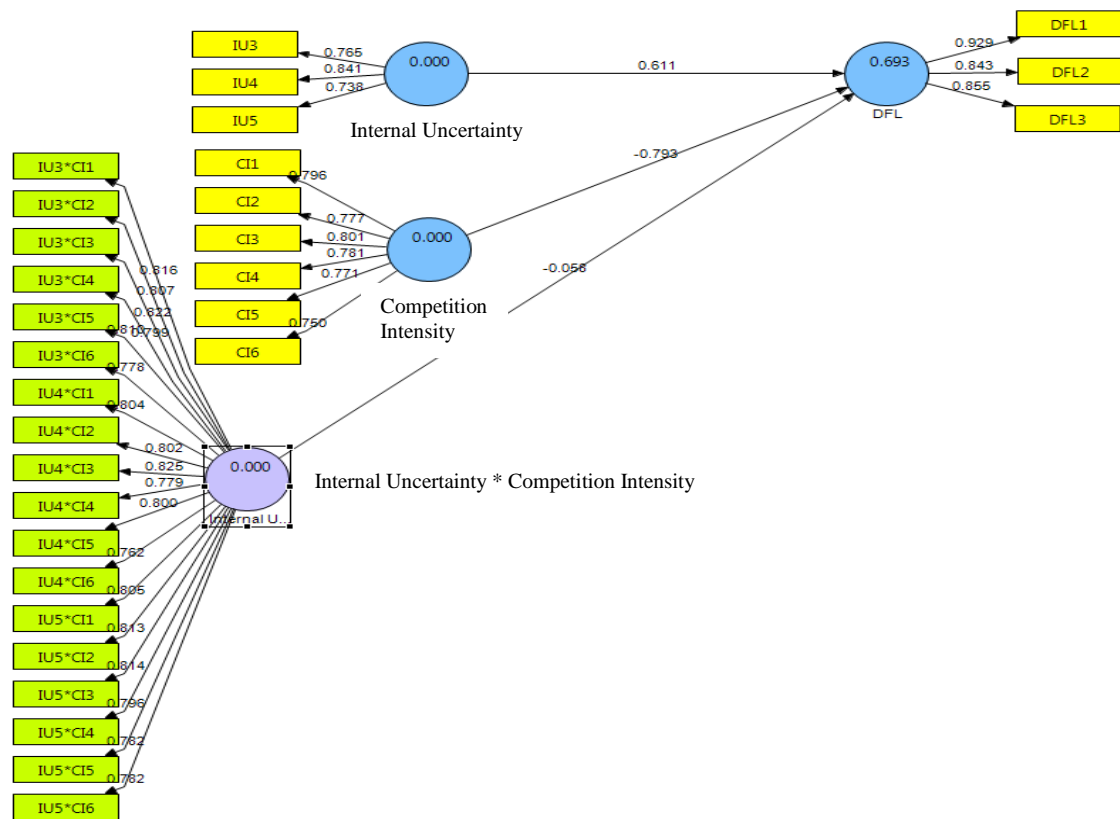 IU3
IU4
IU5
0.765
0.841
0.738
0.000
Internal Uncertainty
0.611
0.693
DFL
0.929
0.843
0.855
DFL1
DFL2
DFL3
CI1
CI2
CI3
CI4
CI5
CI6
0.796
0.777
0.801
0.781
0.771
0.750
0.000
Competition
Intensity
-0.793
-0.056
IU3*CI1
IU3*CI2
IU3*CI3
IU3*CI4
IU3*CI5
IU3*CI6
IU4*CI1
IU4*CI2
IU4*CI3
IU4*CI4
IU4*CI5
IU4*CI6
IU5*CI1
IU5*CI2
IU5*CI3
IU5*CI4
IU5*CI5
IU5*CI6
0.816
0.807
0.822
0.799
0.778
0.804
0.802
0.825
0.779
0.800
0.762
0.805
0.813
0.814
0.796
0.782
0.782
0.000
Internal U...
Internal Uncertainty * Competition Intensity